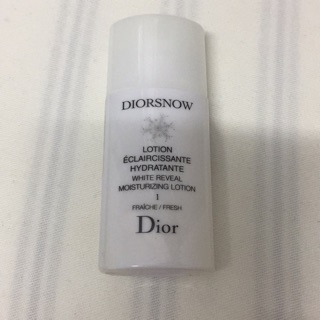 DIORSNOW
LOTION
ÉCLAIRCISSANTE
HYDRATANTE
WHITE REVEAL
MOISTURIZING LOTION
1
FRAÎCHE / FRESH
Dior